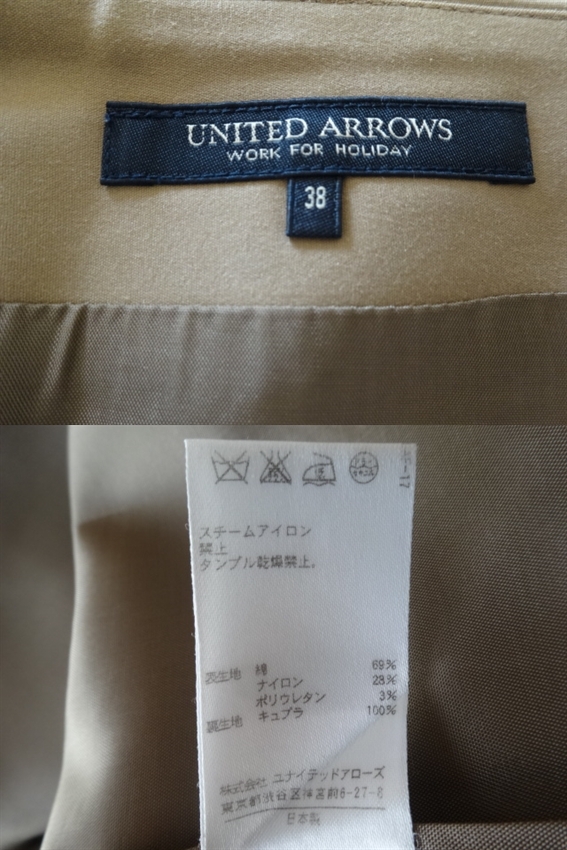 UNITED ARROWS
WORK FOR HOLIDAY
38
スチームアイロン
禁止
タンブル乾燥禁止。
表生地 綿 69%
ナイロン 28%
ポリウレタン 3%
裏生地 キュプラ 100%
株式会社 ユナイテッドアローズ
東京都渋谷区神宮前6-27-8
日本製